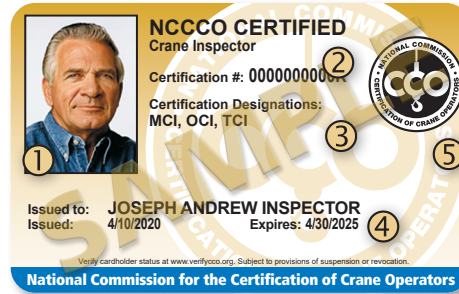 NCCCO CERTIFIED
Crane Inspector
Certification #:
2
Certification Designations:
MCI, OCI, TCI
3
NATIONAL COMMISSION
CCO
CERTIFICATION OF CRANE OPERATORS
5
1
SAMPLE
Issued to: JOSEPH ANDREW INSPECTOR
Issued: 4/10/2020 Expires: 4/30/2025
4
Verify cardholder status at www.verifycco.org. Subject to provisions of suspension or revocation.
National Commission for the Certification of Crane Operators